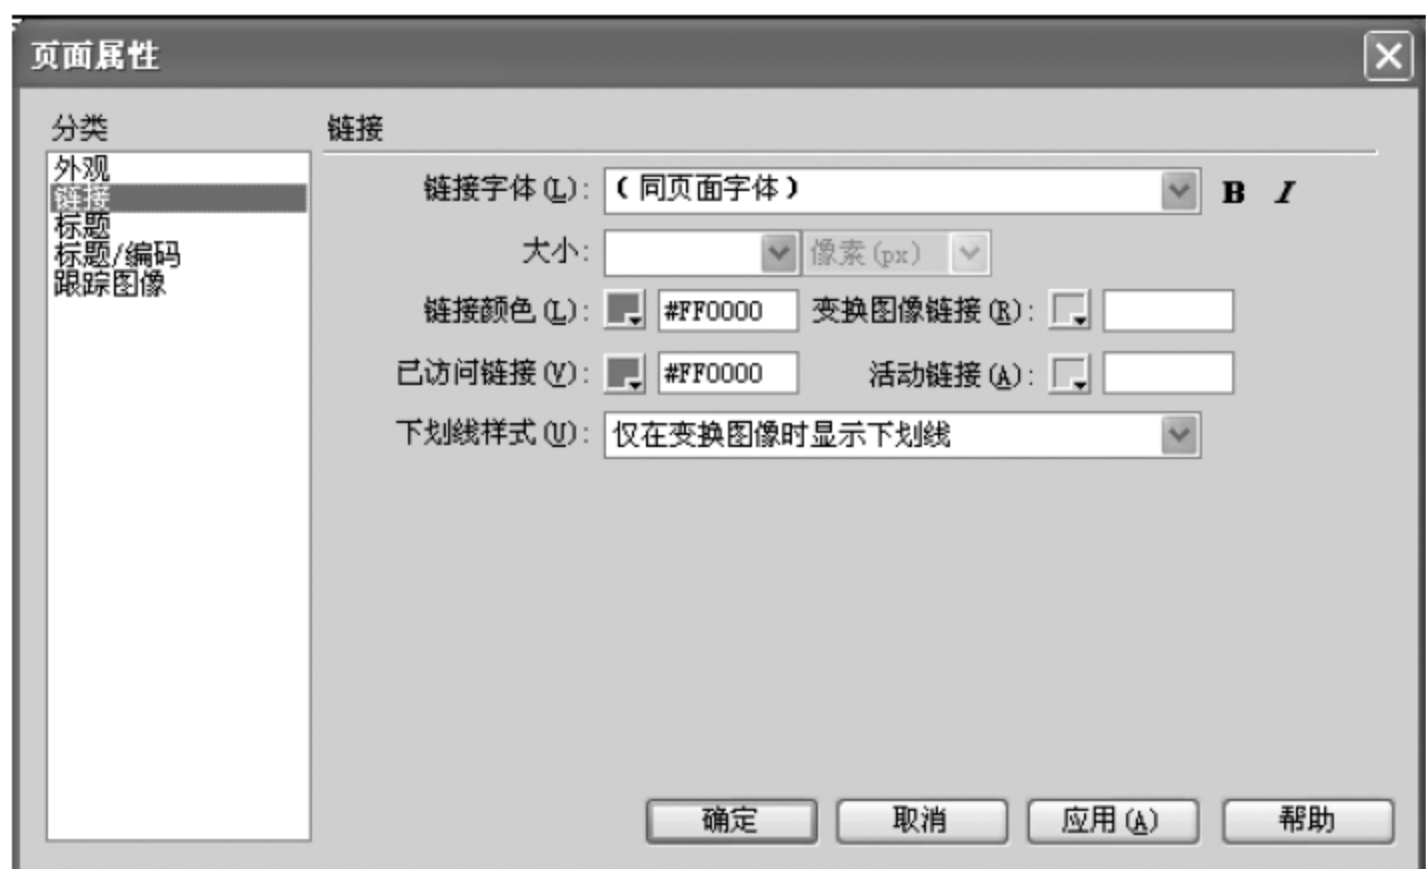 页面属性
分类
外观
链接
标题
标题/编码
跟踪图像
链接
链接字体(L): (同页面字体) B I
大小: 像素(px)
链接颜色(L): #FF0000 变换图像链接(R):
已访问链接(V): #FF0000 活动链接(A):
下划线样式(U): 仅在变换图像时显示下划线
确定 取消 应用(A) 帮助